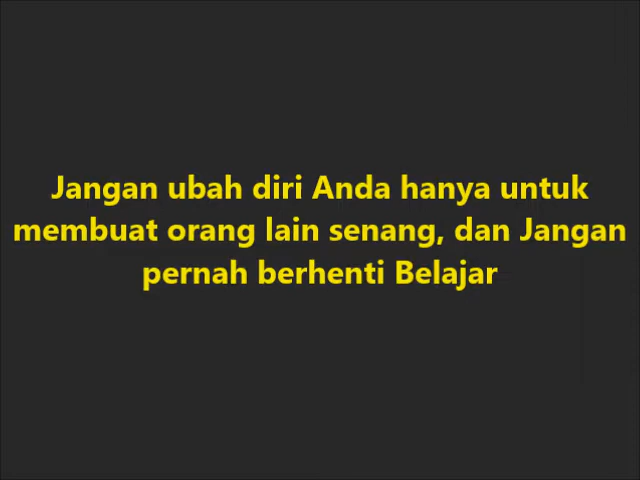 Jangan ubah diri Anda hanya untuk
membuat orang lain senang, dan Jangan
pernah berhenti Belajar